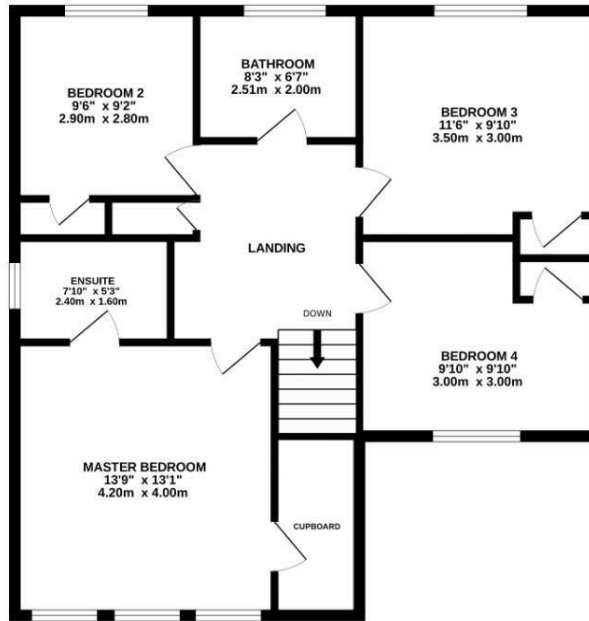 BEDROOM 2
9'6" x 9'2"
2.90m x 2.80m
BATHROOM
8'3" x 6'7"
2.51m x 2.00m
BEDROOM 3
11'6" x 9'10"
3.50m x 3.00m
LANDING
ENSUITE
7'10" x 5'3"
2.40m x 1.60m
DOWN
BEDROOM 4
9'10" x 9'10"
3.00m x 3.00m
MASTER BEDROOM
13'9" x 13'1"
4.20m x 4.00m
CUPBOARD